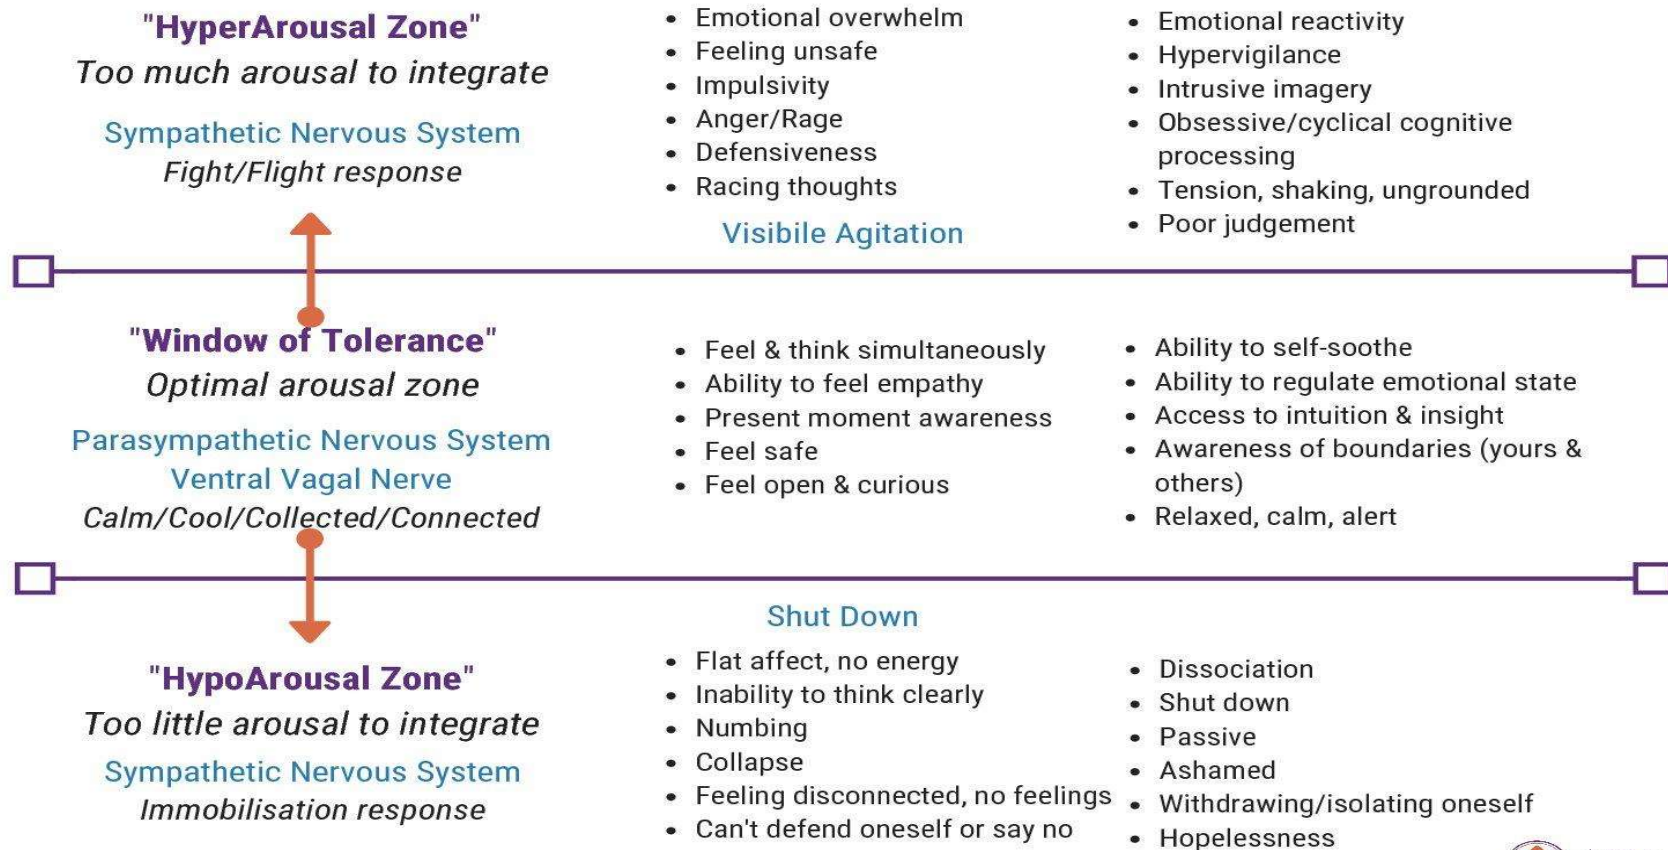 "HyperArousal Zone"
Too much arousal to integrate
Sympathetic Nervous System
Fight/Flight response
• Emotional overwhelm
• Feeling unsafe
• Impulsivity
• Anger/Rage
• Defensiveness
• Racing thoughts
Visibile Agitation
• Emotional reactivity
• Hypervigilance
• Intrusive imagery
• Obsessive/cyclical cognitive
processing
• Tension, shaking, ungrounded
• Poor judgement
"Window of Tolerance"
Optimal arousal zone
Parasympathetic Nervous System
Ventral Vagal Nerve
Calm/Cool/Collected/Connected
• Feel & think simultaneously
• Ability to feel empathy
• Present moment awareness
• Feel safe
• Feel open & curious
• Ability to self-soothe
• Ability to regulate emotional state
• Access to intuition & insight
• Awareness of boundaries (yours &
others)
• Relaxed, calm, alert
"HypoArousal Zone"
Too little arousal to integrate
Sympathetic Nervous System
Immobilisation response
Shut Down
• Flat affect, no energy
• Inability to think clearly
• Numbing
• Collapse
• Feeling disconnected, no feelings
• Can't defend oneself or say no
• Dissociation
• Shut down
• Passive
• Ashamed
• Withdrawing/isolating oneself
• Hopelessness